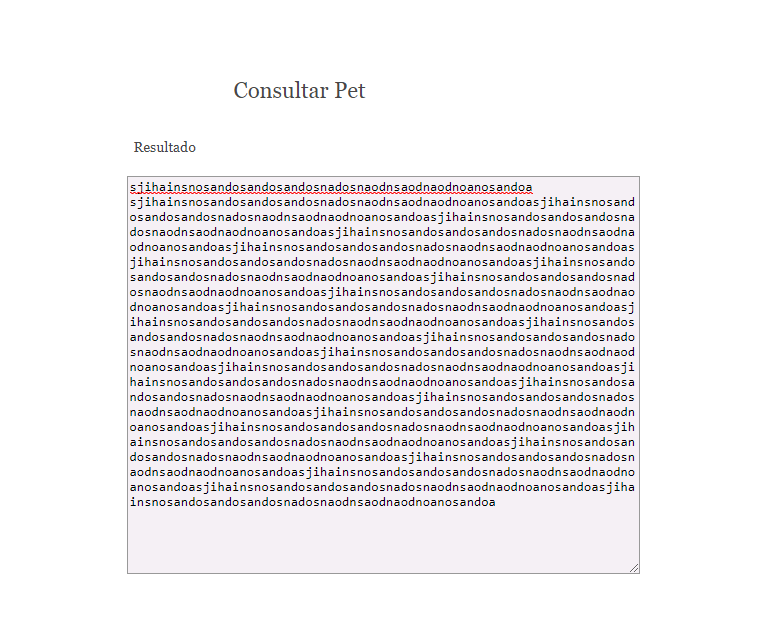 Consultar Pet
Resultado
sjihainsnosandosandosandosnadosnaodnsaodnaodnoanosandoa
sjihainsnosandosandosandosnadosnaodnsaodnaodnoanosandoasjihainsnosand
osandosandosnadosnaodnsaodnaodnoanosandoasjihainsnosandosandosandosna
dosnaodnsaodnaodnoanosandoasjihainsnosandosandosandosnadosnaodnsaodna
odnoanosandoasjihainsnosandosandosandosnadosnaodnsaodnaodnoanosandoas
jihainsnosandosandosandosnadosnaodnsaodnaodnoanosandoasjihainsnosando
sandosandosnadosnaodnsaodnaodnoanosandoasjihainsnosandosandosandosnad
osnaodnsaodnaodnoanosandoasjihainsnosandosandosandosnadosnaodnsaodnao
dnoanosandoasjihainsnosandosandosandosnadosnaodnsaodnaodnoanosandoasj
ihainsnosandosandosandosnadosnaodnsaodnaodnoanosandoasjihainsnosandos
andosandosnadosnaodnsaodnaodnoanosandoasjihainsnosandosandosandosnado
snaodnsaodnaodnoanosandoasjihainsnosandosandosandosnadosnaodnsaodnaod
noanosandoasjihainsnosandosandosandosnadosnaodnsaodnaodnoanosandoasji
hainsnosandosandosandosnadosnaodnsaodnaodnoanosandoasjihainsnosandosa
ndosandosnadosnaodnsaodnaodnoanosandoasjihainsnosandosandosandosnados
naodnsaodnaodnoanosandoasjihainsnosandosandosandosnadosnaodnsaodnaodn
oanosandoasjihainsnosandosandosandosnadosnaodnsaodnaodnoanosandoasjih
ainsnosandosandosandosnadosnaodnsaodnaodnoanosandoasjihainsnosandosan
dosandosnadosnaodnsaodnaodnoanosandoasjihainsnosandosandosandosnadosn
aodnsaodnaodnoanosandoasjihainsnosandosandosandosnadosnaodnsaodnaodno
anosandoasjihainsnosandosandosandosnadosnaodnsaodnaodnoanosandoasjiha
insnosandosandosandosnadosnaodnsaodnaodnoanosandoa